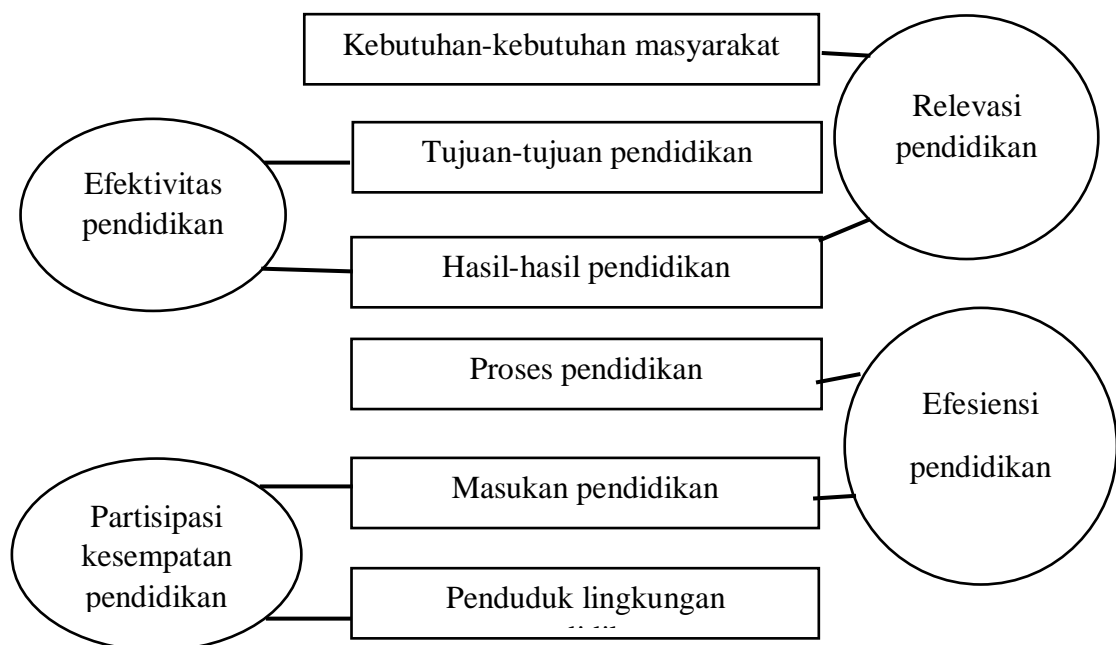 Kebutuhan-kebutuhan masyarakat
Relevasi
pendidikan
Tujuan-tujuan pendidikan
Efektivitas
pendidikan
Hasil-hasil pendidikan
Proses pendidikan
Efesiensi
pendidikan
Masukan pendidikan
Partisipasi
kesempatan
pendidikan
Penduduk lingkungan